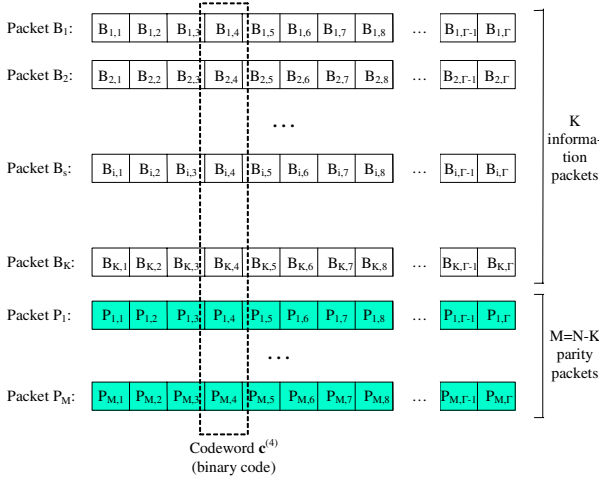 Packet B1: B1,1 B1,2 B1,3 B1,4 B1,5 B1,6 B1,7 B1,8 ... B1,Γ-1 B1,Γ
Packet B2: B2,1 B2,2 B2,3 B2,4 B2,5 B2,6 B2,7 B2,8 ... B2,Γ-1 B2,Γ
...
Packet Bs: Bi,1 Bi,2 Bi,3 Bi,4 Bi,5 Bi,6 Bi,7 Bi,8 ... Bi,Γ-1 Bi,Γ
Packet BK: BK,1 BK,2 BK,3 BK,4 BK,5 BK,6 BK,7 BK,8 ... BK,Γ-1 BK,Γ
K
informa-
tion
packets
Packet P1: P1,1 P1,2 P1,3 P1,4 P1,5 P1,6 P1,7 P1,8 ... P1,Γ-1 P1,Γ
...
Packet PM: PM,1 PM,2 PM,3 PM,4 PM,5 PM,6 PM,7 PM,8 ... PM,Γ-1 PM,Γ
M=N-K
parity
packets
Codeword c(4)
(binary code)